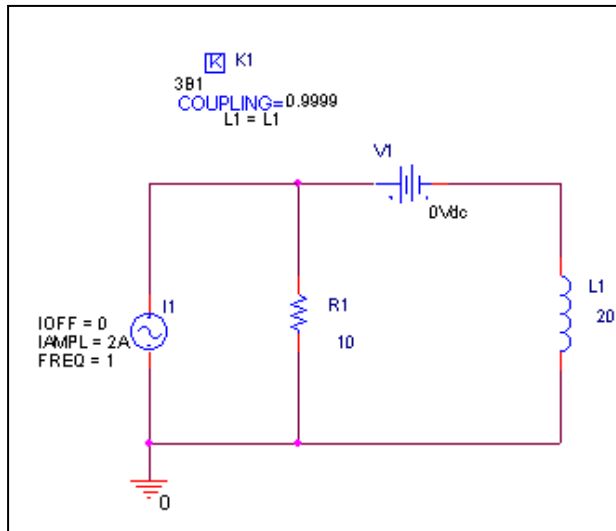 K K1
3B1
COUPLING=0.9999
L1 = L1
V1
0Vdc
I1
IOFF = 0
IAMPL = 2A
FREQ = 1
R1
10
L1
20
0